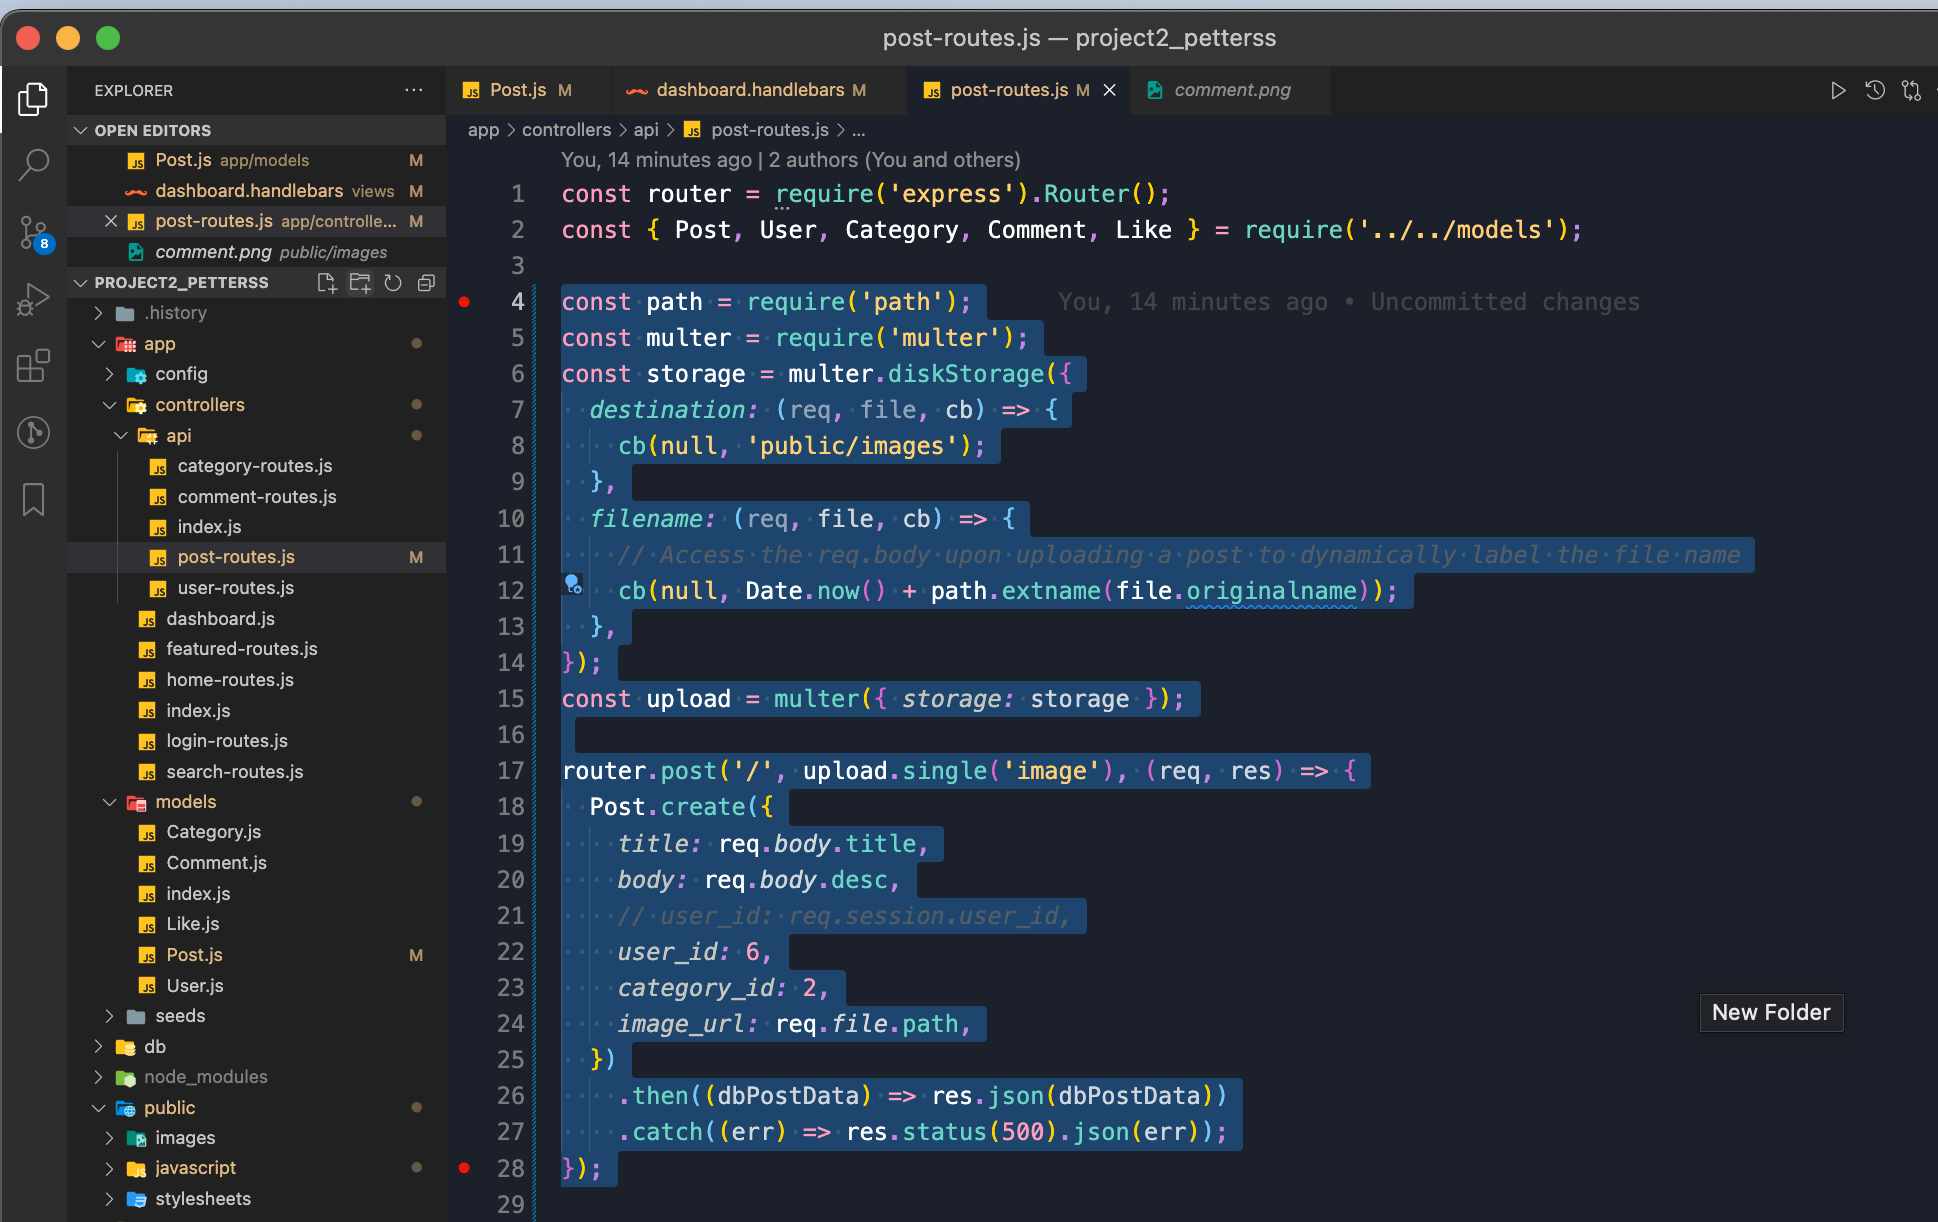 post-routes.js — project2_petterss
EXPLORER
OPEN EDITORS
Post.js app/models M
dashboard.handlebars views M
post-routes.js app/controlle... M
comment.png public/images
PROJECT2_PETTERSS
.history
app
config
controllers
api
category-routes.js
comment-routes.js
index.js
post-routes.js M
user-routes.js
dashboard.js
featured-routes.js
home-routes.js
index.js
login-routes.js
search-routes.js
models
Category.js
Comment.js
index.js
Like.js
Post.js M
User.js
seeds
db
node_modules
public
images
javascript
stylesheets
8
Post.js M dashboard.handlebars M post-routes.js M comment.png
app > controllers > api > post-routes.js > ...
You, 14 minutes ago | 2 authors (You and others)
1 const router = require('express').Router();
2 const { Post, User, Category, Comment, Like } = require('../../models');
3
4 const path = require('path'); You, 14 minutes ago • Uncommitted changes
5 const multer = require('multer');
6 const storage = multer.diskStorage({
7 destination: (req, file, cb) => {
8 cb(null, 'public/images');
9 },
10 filename: (req, file, cb) => {
11 // Access the req.body upon uploading a post to dynamically label the file name
12 cb(null, Date.now() + path.extname(file.originalname));
13 },
14 });
15 const upload = multer({ storage: storage });
16
17 router.post('/', upload.single('image'), (req, res) => {
18 Post.create({
19 title: req.body.title,
20 body: req.body.desc,
21 // user_id: req.session.user_id,
22 user_id: 6,
23 category_id: 2,
24 image_url: req.file.path,
25 })
26 .then((dbPostData) => res.json(dbPostData))
27 .catch((err) => res.status(500).json(err));
28 });
29
New Folder